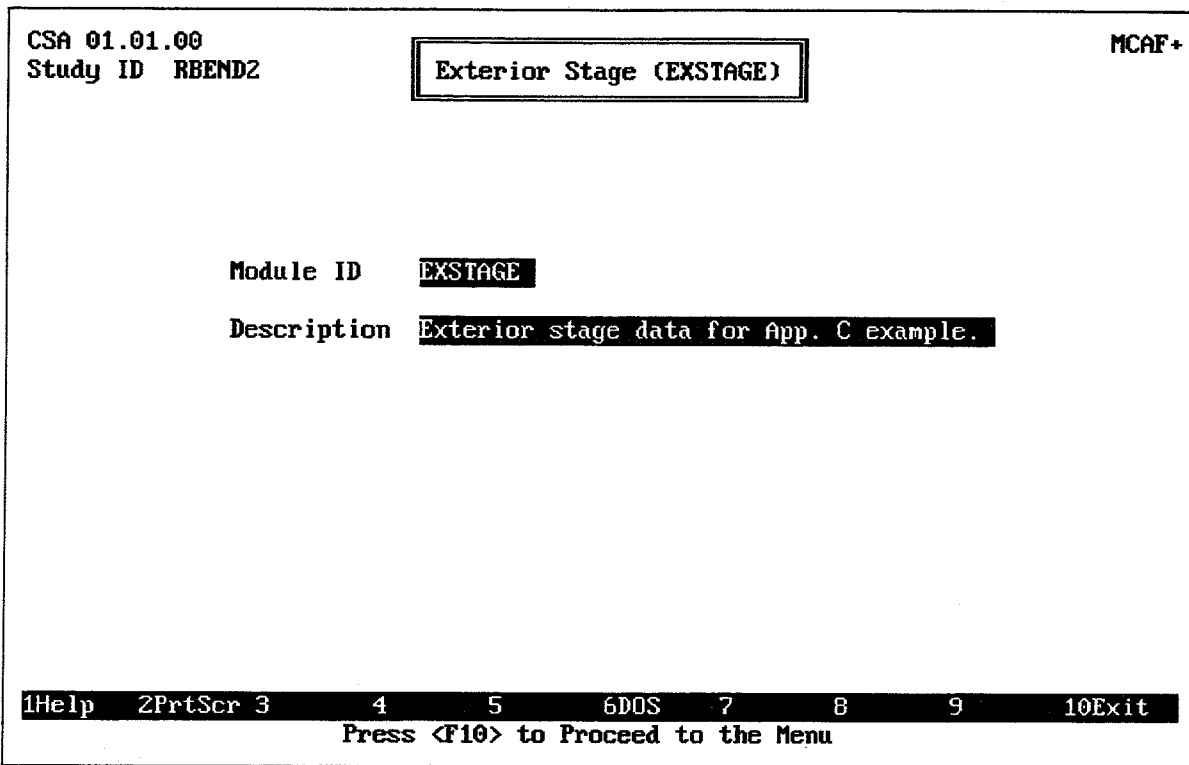 CSA 01.01.00 MCAF+
Study ID RBEND2 Exterior Stage (EXSTAGE)
Module ID EXSTAGE
Description Exterior stage data for App. C example.
1Help 2PrtScr 3 4 5 6DOS 7 8 9 10Exit
Press <F10> to Proceed to the Menu